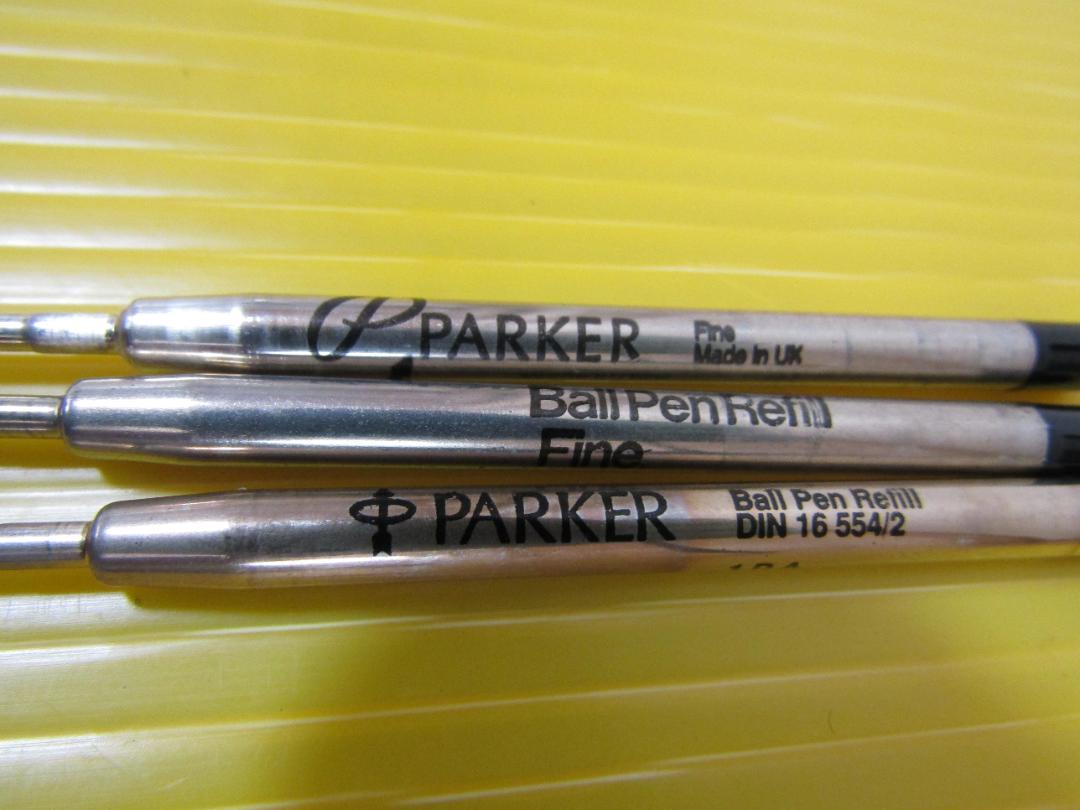 PARKER
Fine
Made in UK
Ball Pen Refill
Fine
PARKER
Ball Pen Refill
DIN 16 554/2